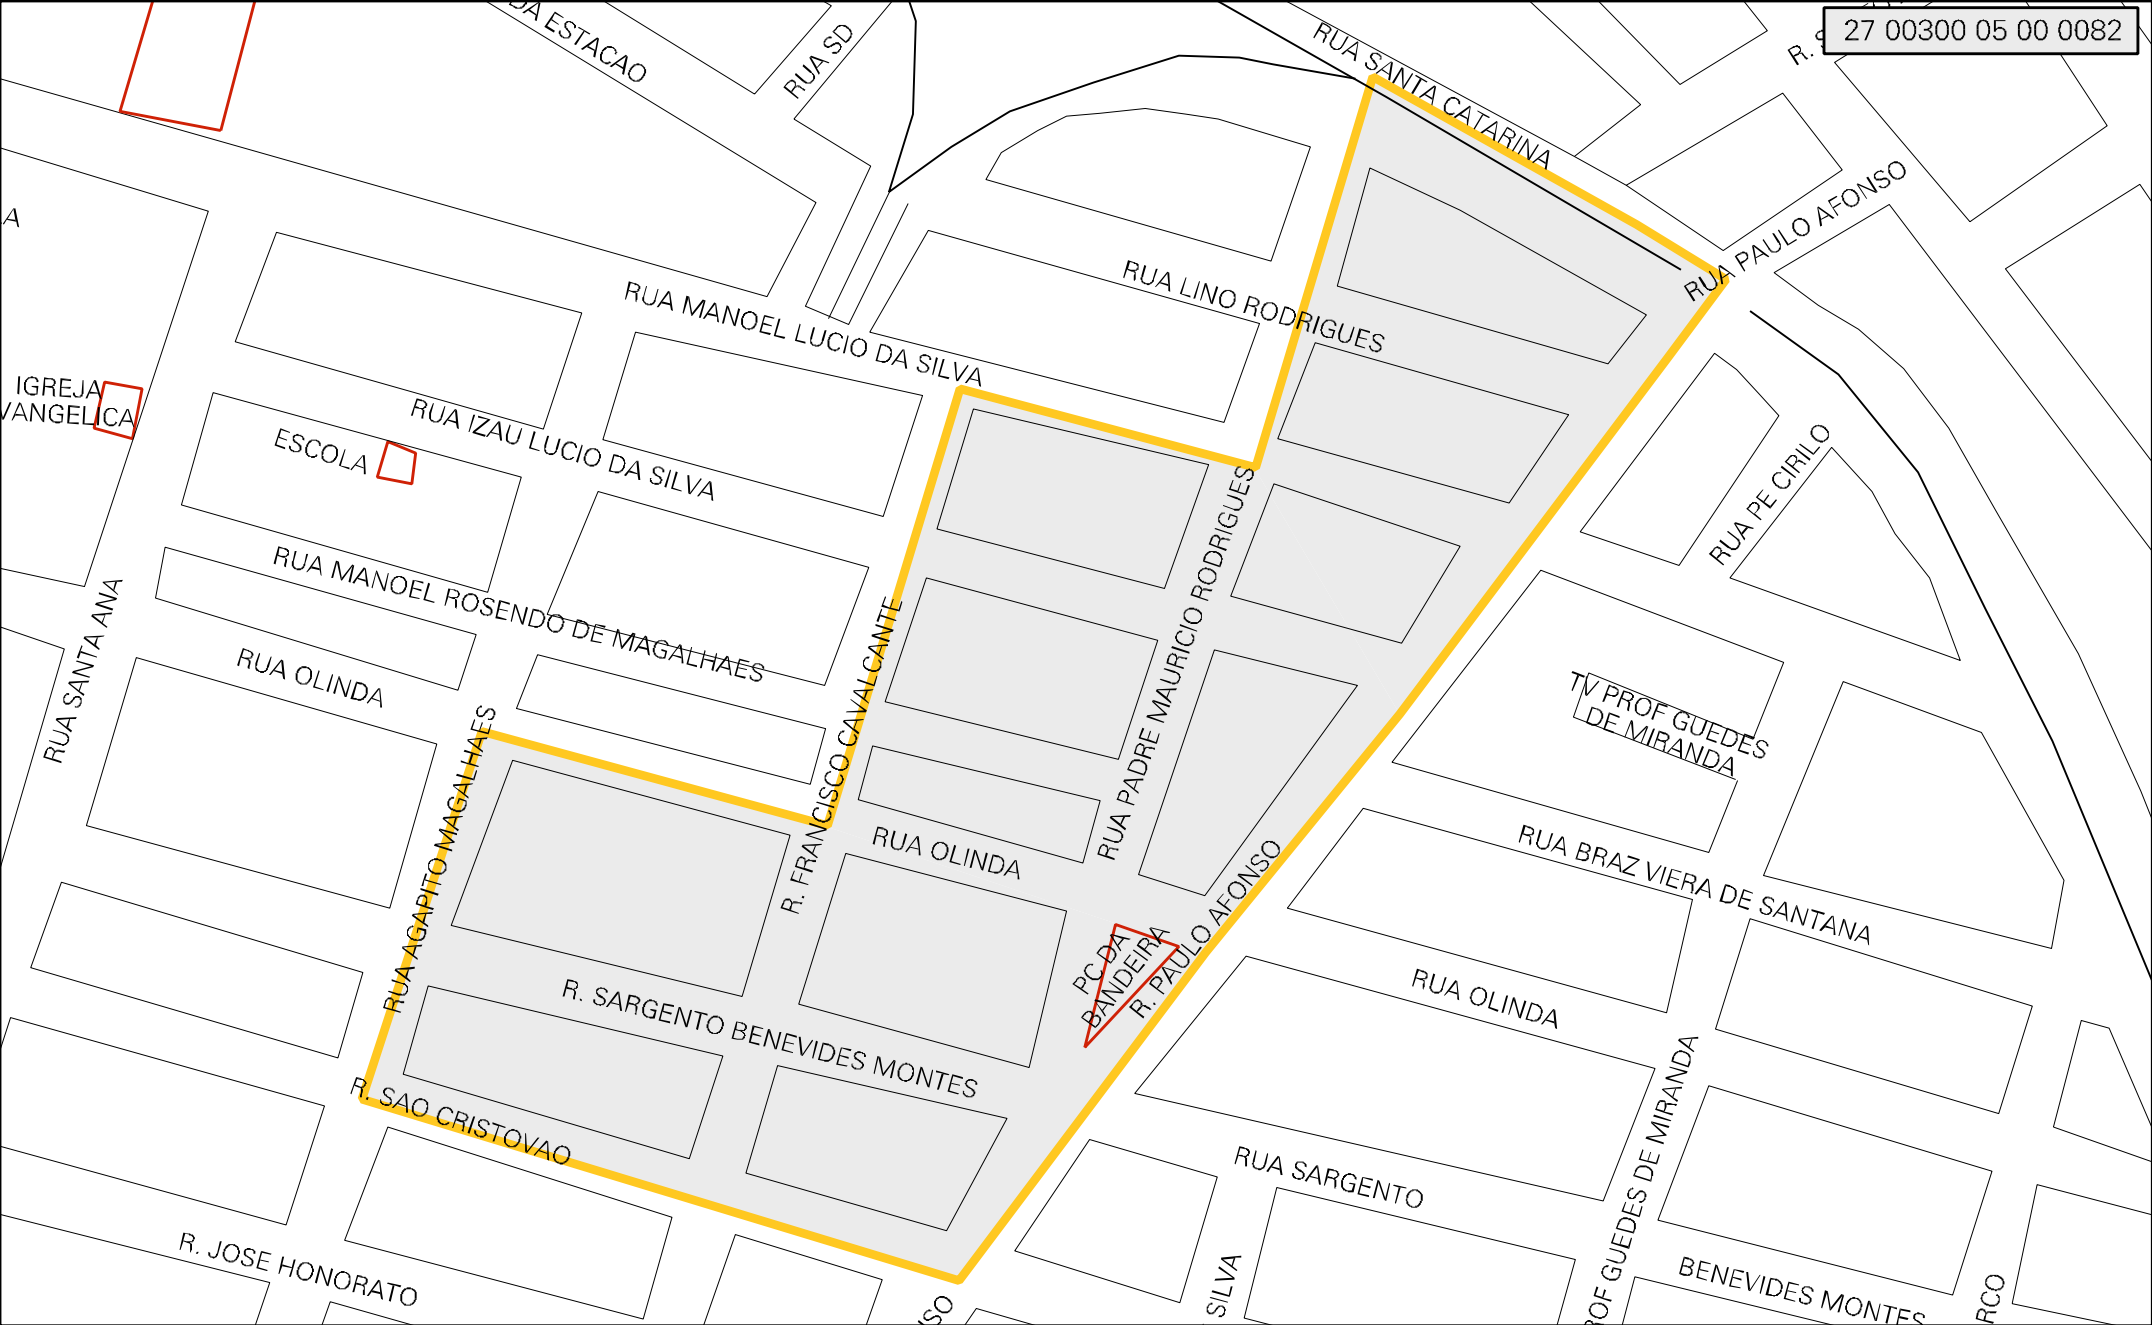 27 00300 05 00 0082
DA ESTACAO
RUA SD
RUA SANTA CATARINA
RUA PAULO AFONSO
RUA LINO RODRIGUES
RUA MANOEL LUCIO DA SILVA
IGREJA
VANGELICA
ESCOLA
RUA IZAU LUCIO DA SILVA
RUA MANOEL ROSENDO DE MAGALHAES
RUA SANTA ANA
RUA OLINDA
RUA PE CIRILO
RUA PADRE MAURICIO RODRIGUES
R. FRANCISCO CAVALCANTE
RUA AGAPITO MAGALHAES
TV PROF GUEDES
DE MIRANDA
RUA OLINDA
RUA BRAZ VIERA DE SANTANA
PC DA
BANDEIRA
R. PAULO AFONSO
R. SARGENTO BENEVIDES MONTES
RUA OLINDA
R. SAO CRISTOVAO
RUA SARGENTO
BENEVIDES MONTES
ROF GUEDES DE MIRANDA
R. JOSE HONORATO
SILVA
RCO